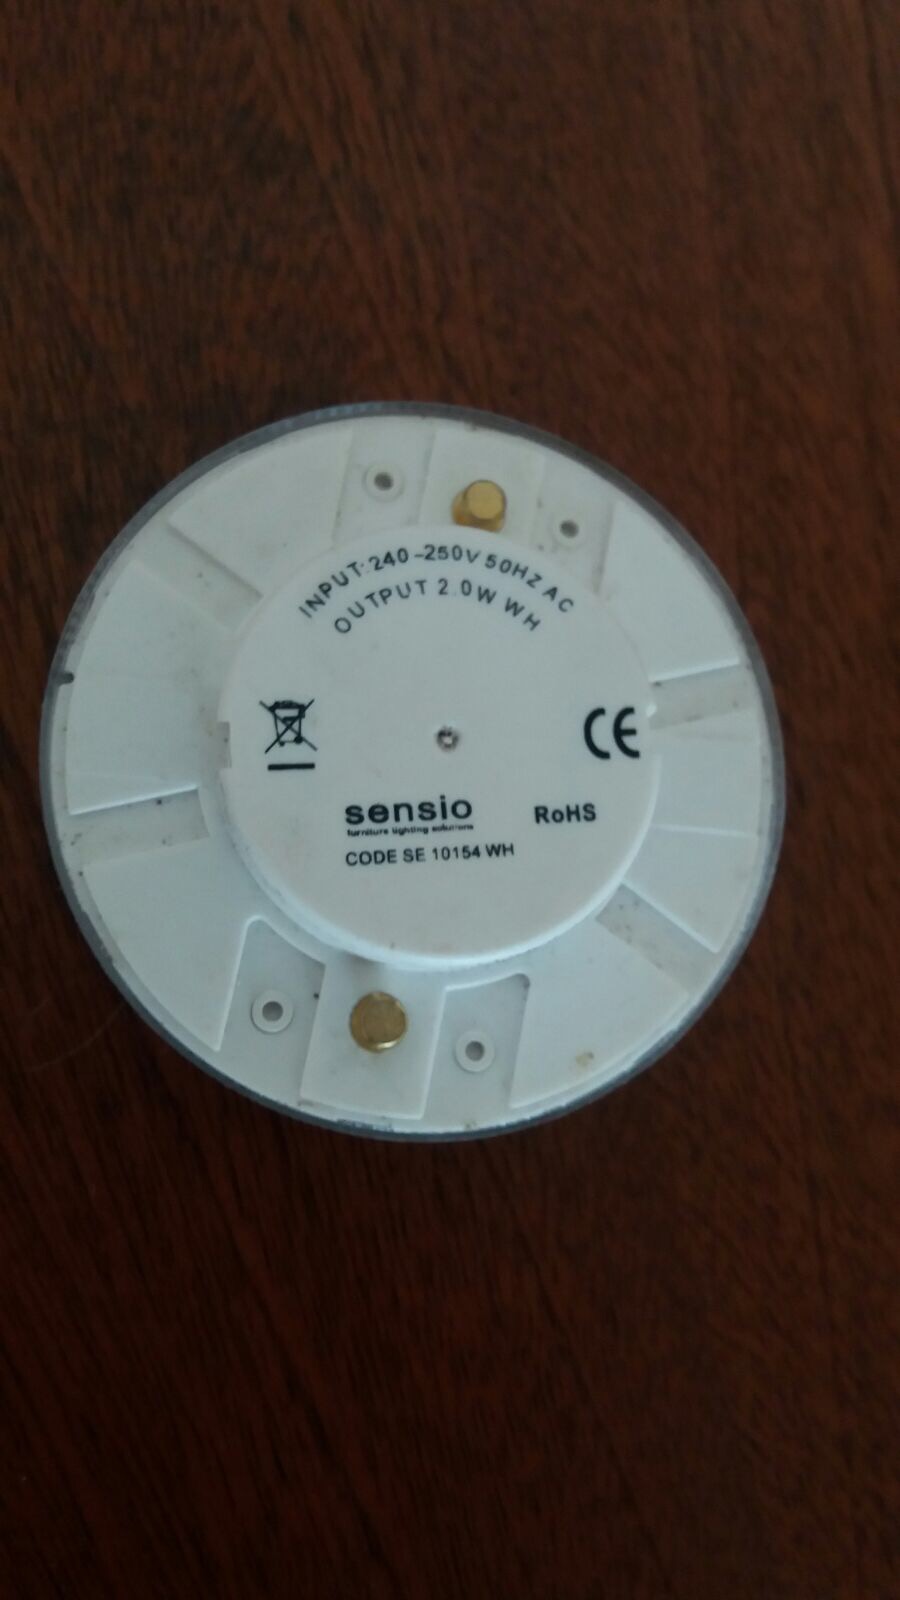 INPUT: 240-250V 50HZ AC
OUTPUT 2.0W WH
CE
sensio
furniture lighting solutions
RoHS
CODE SE 10154 WH